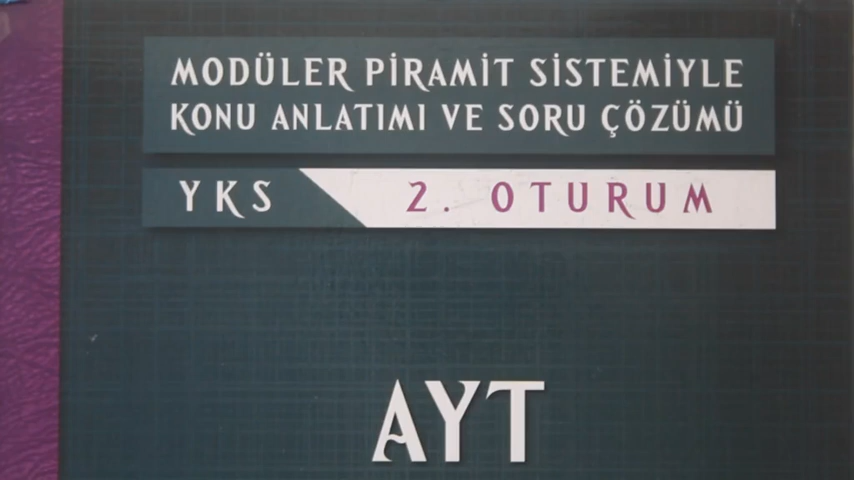 MODÜLER PİRAMİT SİSTEMİYLE
KONU ANLATIMI VE SORU ÇÖZÜMÜ
YKS 2. OTURUM
AYT